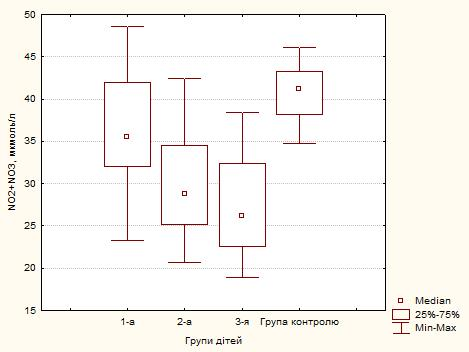 50
45
40
35
30
25
20
15
NO2+NO3, мкмоль/л
1-а 2-а 3-я Група контролю
Групи дітей
Median
25%-75%
Min-Max